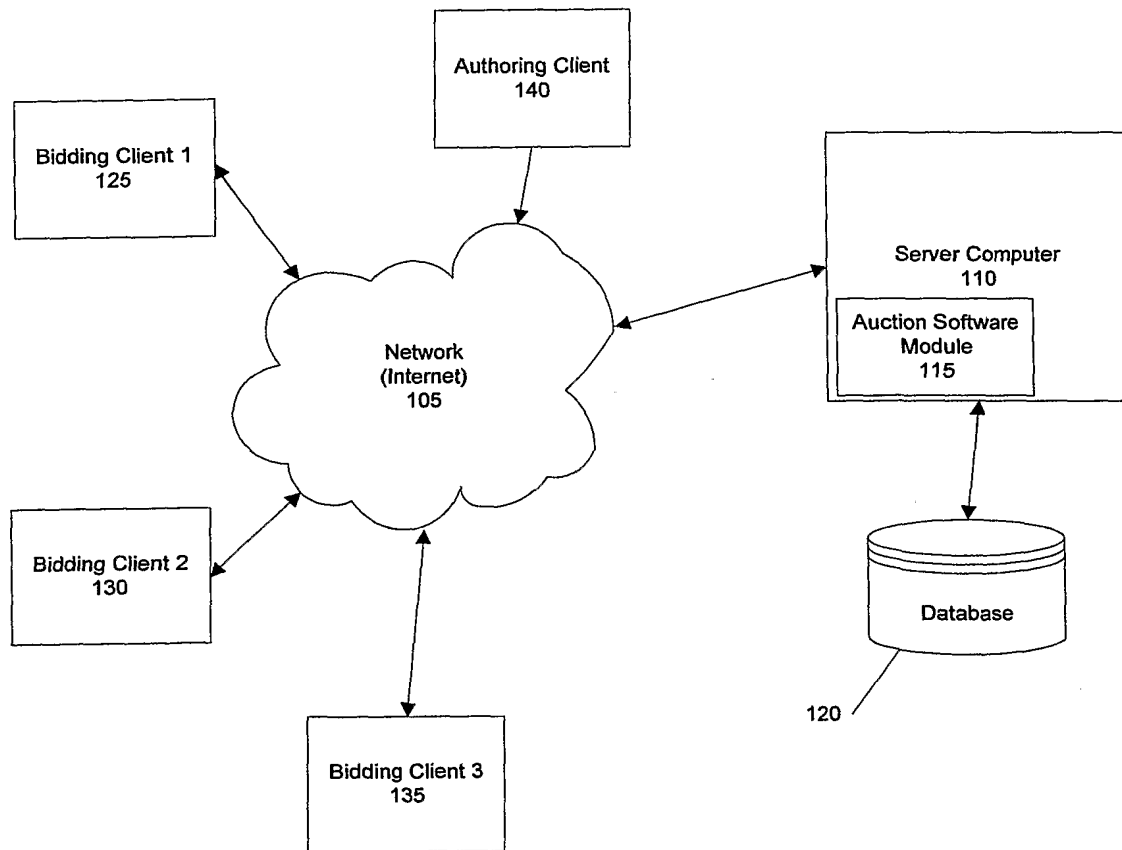 Authoring Client
140
Bidding Client 1
125
Server Computer
110
Auction Software
Module
115
Network
(Internet)
105
Bidding Client 2
130
Database
120
Bidding Client 3
135